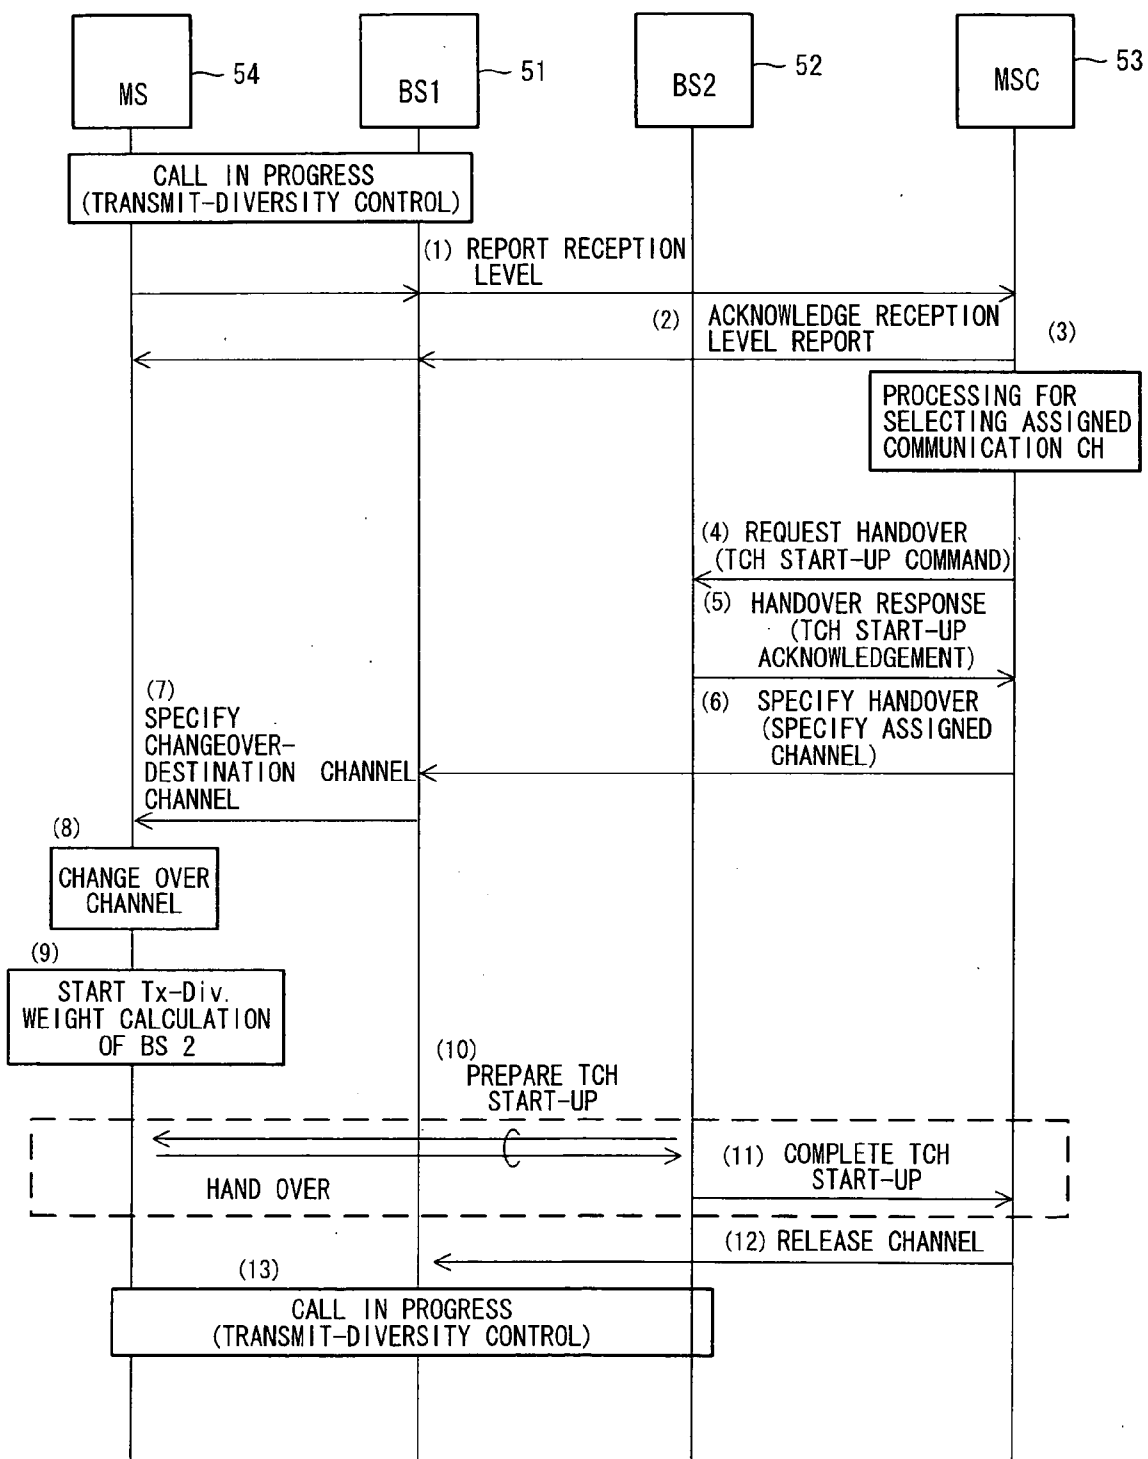 MS
54
BS1
51
BS2
52
MSC
53
CALL IN PROGRESS
(TRANSMIT-DIVERSITY CONTROL)
(1) REPORT RECEPTION
LEVEL
(2) ACKNOWLEDGE RECEPTION
LEVEL REPORT
(3)
PROCESSING FOR
SELECTING ASSIGNED
COMMUNICATION CH
(4) REQUEST HANDOVER
(TCH START-UP COMMAND)
(5) HANDOVER RESPONSE
(TCH START-UP
ACKNOWLEDGEMENT)
(6) SPECIFY HANDOVER
(SPECIFY ASSIGNED
CHANNEL)
(7)
SPECIFY
CHANGEOVER-
DESTINATION CHANNEL
CHANNEL
(8)
CHANGE OVER
CHANNEL
(9)
START Tx-Div.
WEIGHT CALCULATION
OF BS 2
(10)
PREPARE TCH
START-UP
(11) COMPLETE TCH
START-UP
HAND OVER
(12) RELEASE CHANNEL
(13)
CALL IN PROGRESS
(TRANSMIT-DIVERSITY CONTROL)